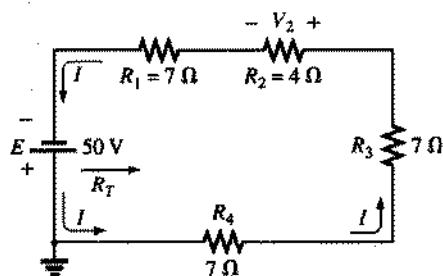 − V₂ +
I
R₁ = 7 Ω
R₂ = 4 Ω
−
E
50 V
+
R_T
R₃
7 Ω
I
R₄
I
7 Ω